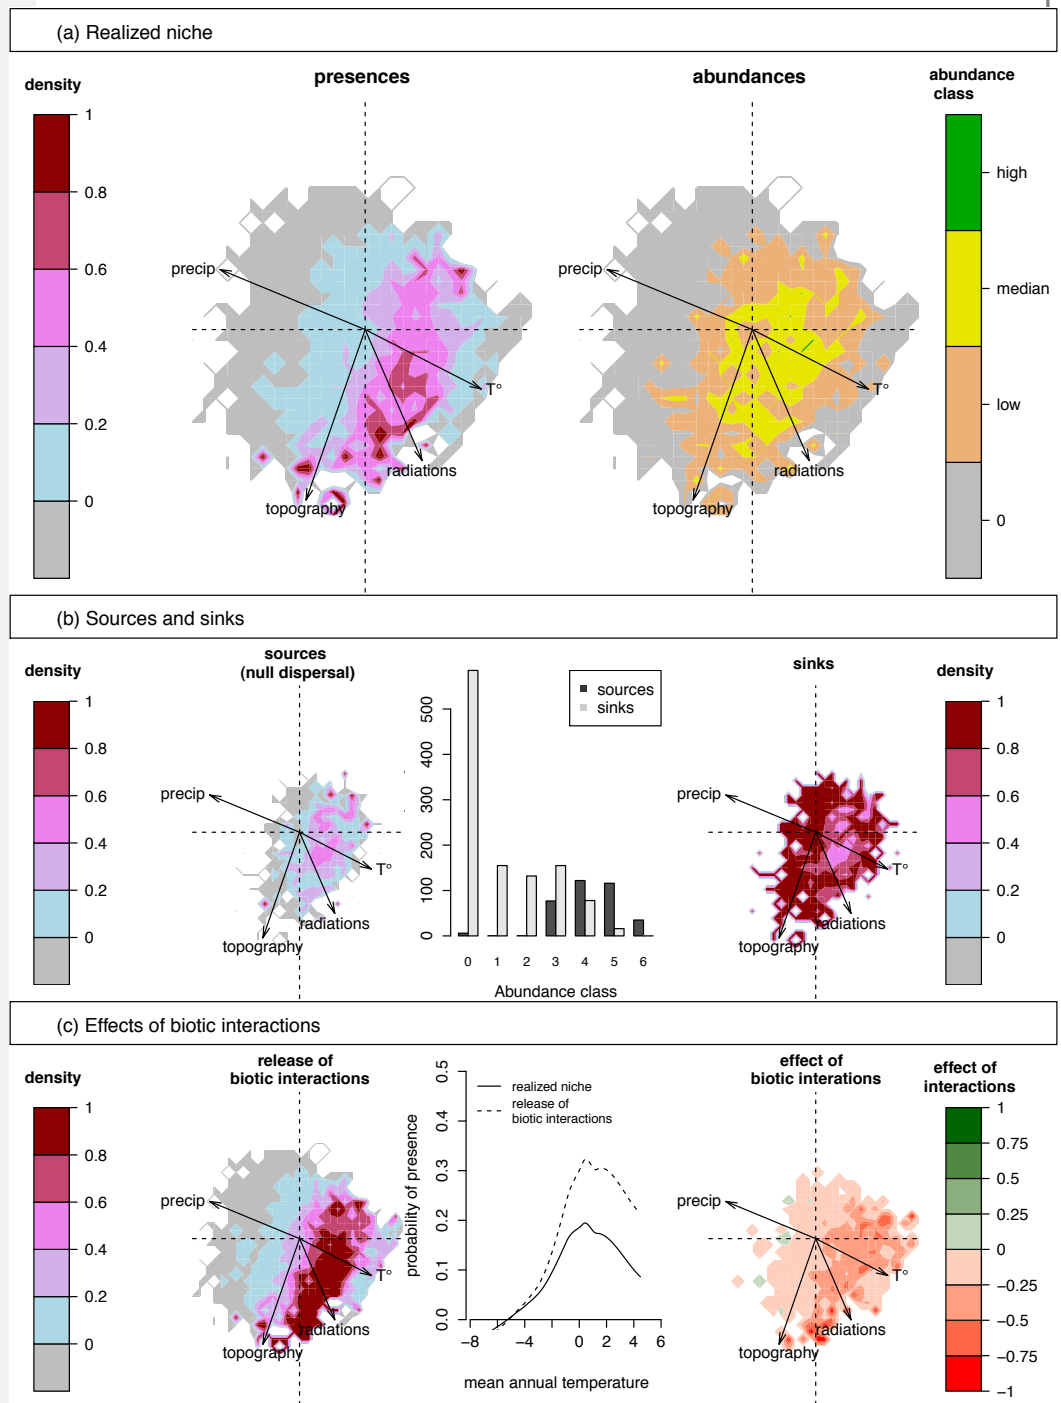 (a) Realized niche
density
presences
abundances
abundance
class
1
0.8
0.6
0.4
0.2
0
precip
T°
radiations
topography
precip
T°
radiations
topography
high
median
low
0
(b) Sources and sinks
density
1
0.8
0.6
0.4
0.2
0
sources
(null dispersal)
precip
T°
radiations
topography
sources
sinks
500
400
300
200
100
0
0 1 2 3 4 5 6
Abundance class
sinks
precip
T°
radiations
topography
density
1
0.8
0.6
0.4
0.2
0
(c) Effects of biotic interactions
density
1
0.8
0.6
0.4
0.2
0
release of
biotic interactions
precip
T°
radiations
topography
probability of presence
0.5
0.4
0.3
0.2
0.1
0.0
realized niche
release of
biotic interactions
−8 −4 0 2 4 6
mean annual temperature
effect of
biotic interations
precip
T°
radiations
topography
effect of
interactions
1
0.75
0.5
0.25
0
−0.25
−0.5
−0.75
−1